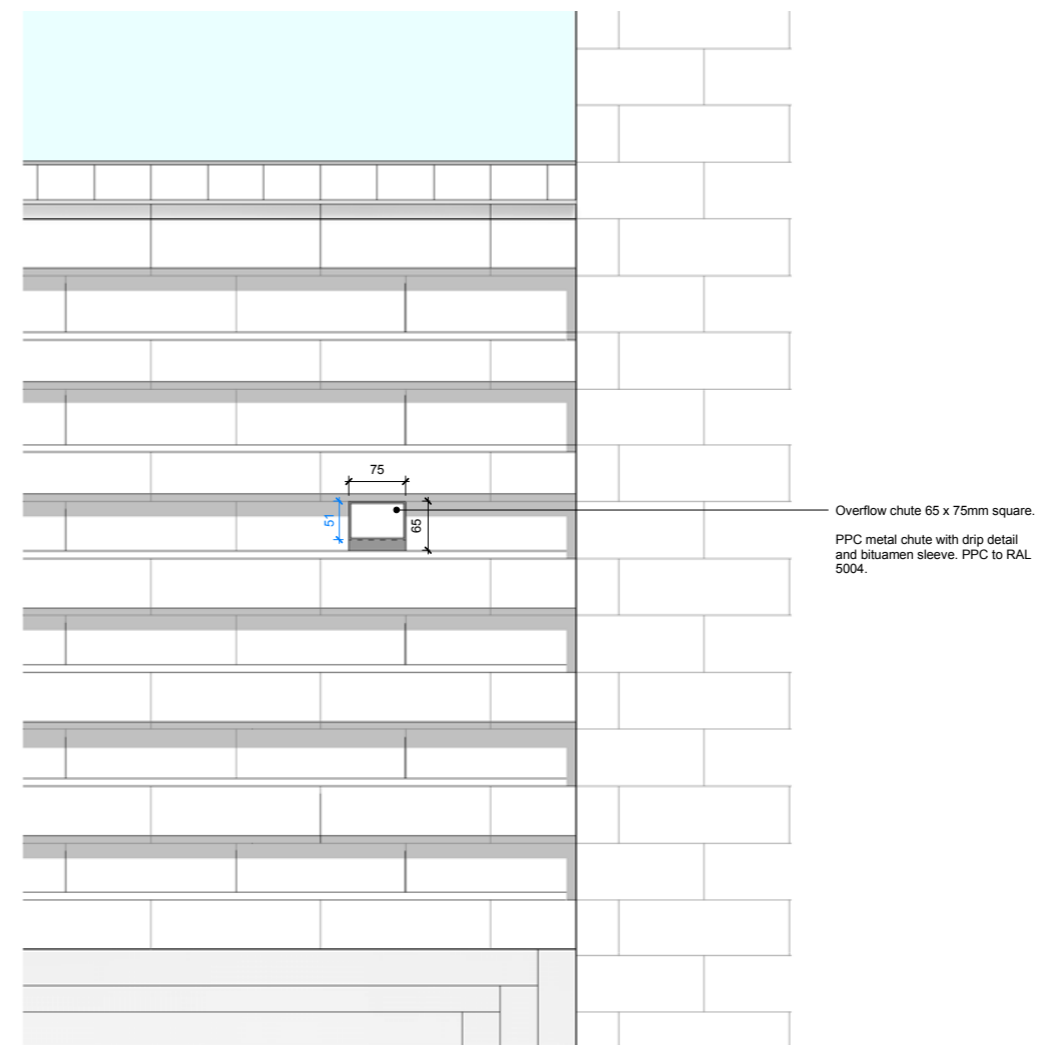 75
51
65
Overflow chute 65 x 75mm square.
PPC metal chute with drip detail
and bituamen sleeve. PPC to RAL
5004.